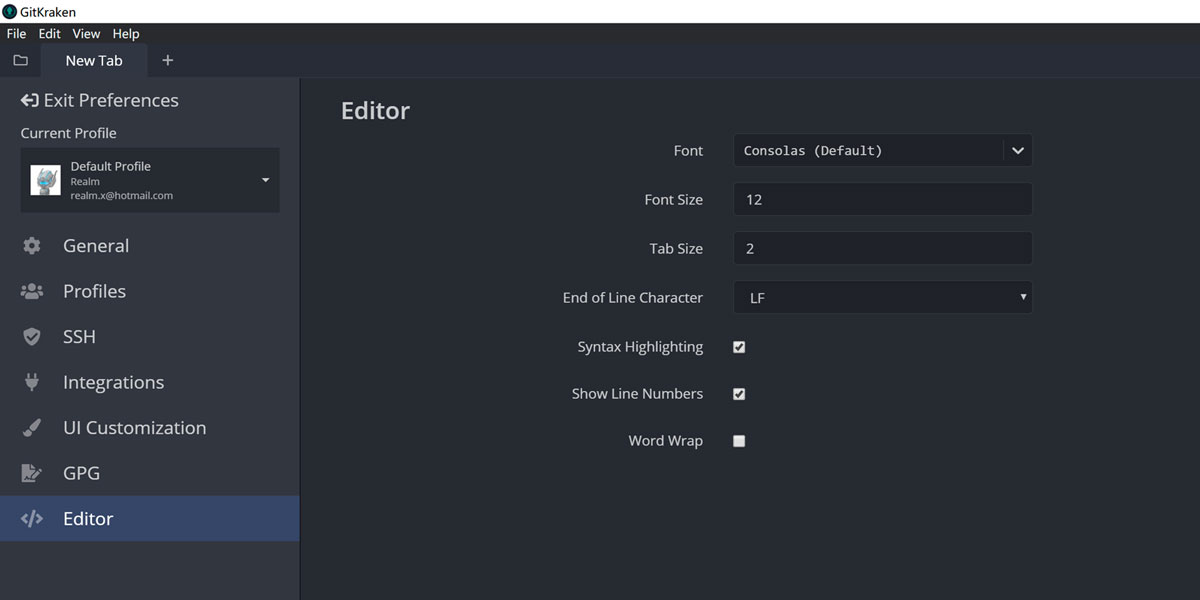 GitKraken
File Edit View Help
New Tab +
Exit Preferences
Current Profile
Default Profile
Realm
realm.x@hotmail.com
General
Profiles
SSH
Integrations
UI Customization
GPG
Editor
Editor
Font Consolas (Default)
Font Size 12
Tab Size 2
End of Line Character LF
Syntax Highlighting
Show Line Numbers
Word Wrap